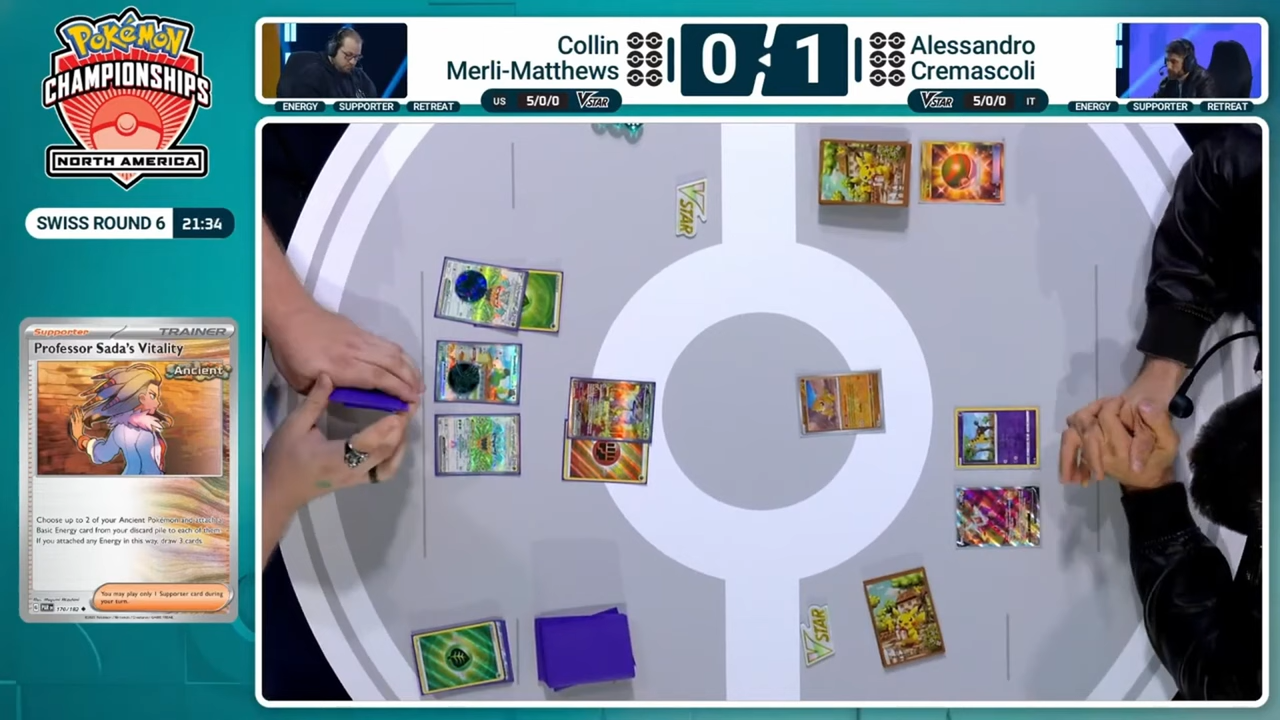 POKÉMON
CHAMPIONSHIPS
NORTH AMERICA
SWISS ROUND 6 21:34
Collin
Merli-Matthews
0 1
Alessandro
Cremascoli
ENERGY SUPPORTER RETREAT
US 5/0/0 VSTAR
VSTAR 5/0/0 IT
ENERGY SUPPORTER RETREAT
Supporter TRAINER
Professor Sada's Vitality
Ancient
Choose up to 2 of your Ancient Pokémon and attach a
Basic Energy card from your discard pile to each of them.
If you attached any Energy in this way, draw 3 cards.
You may play only 1 Supporter card during
your turn.
170/182
VSTAR
VSTAR